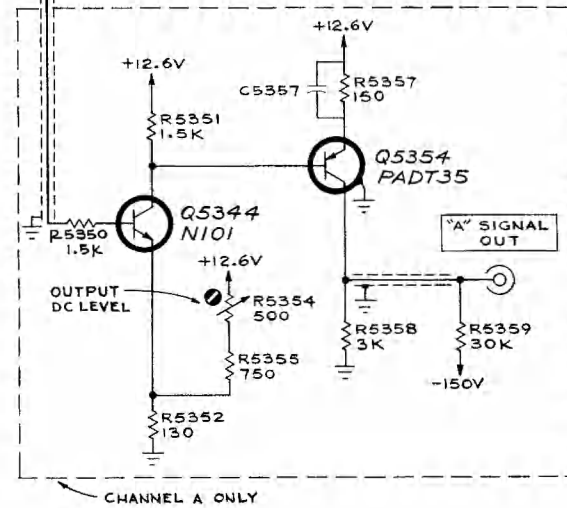 +12.6V
+12.6V
C5357
R5357
150
R5351
1.5K
Q5354
PADT35
Q5344
N101
R5350
1.5K
"A" SIGNAL
OUT
+12.6V
OUTPUT
DC LEVEL
R5354
500
R5358
3K
R5359
30K
R5355
750
-150V
R5352
130
CHANNEL A ONLY